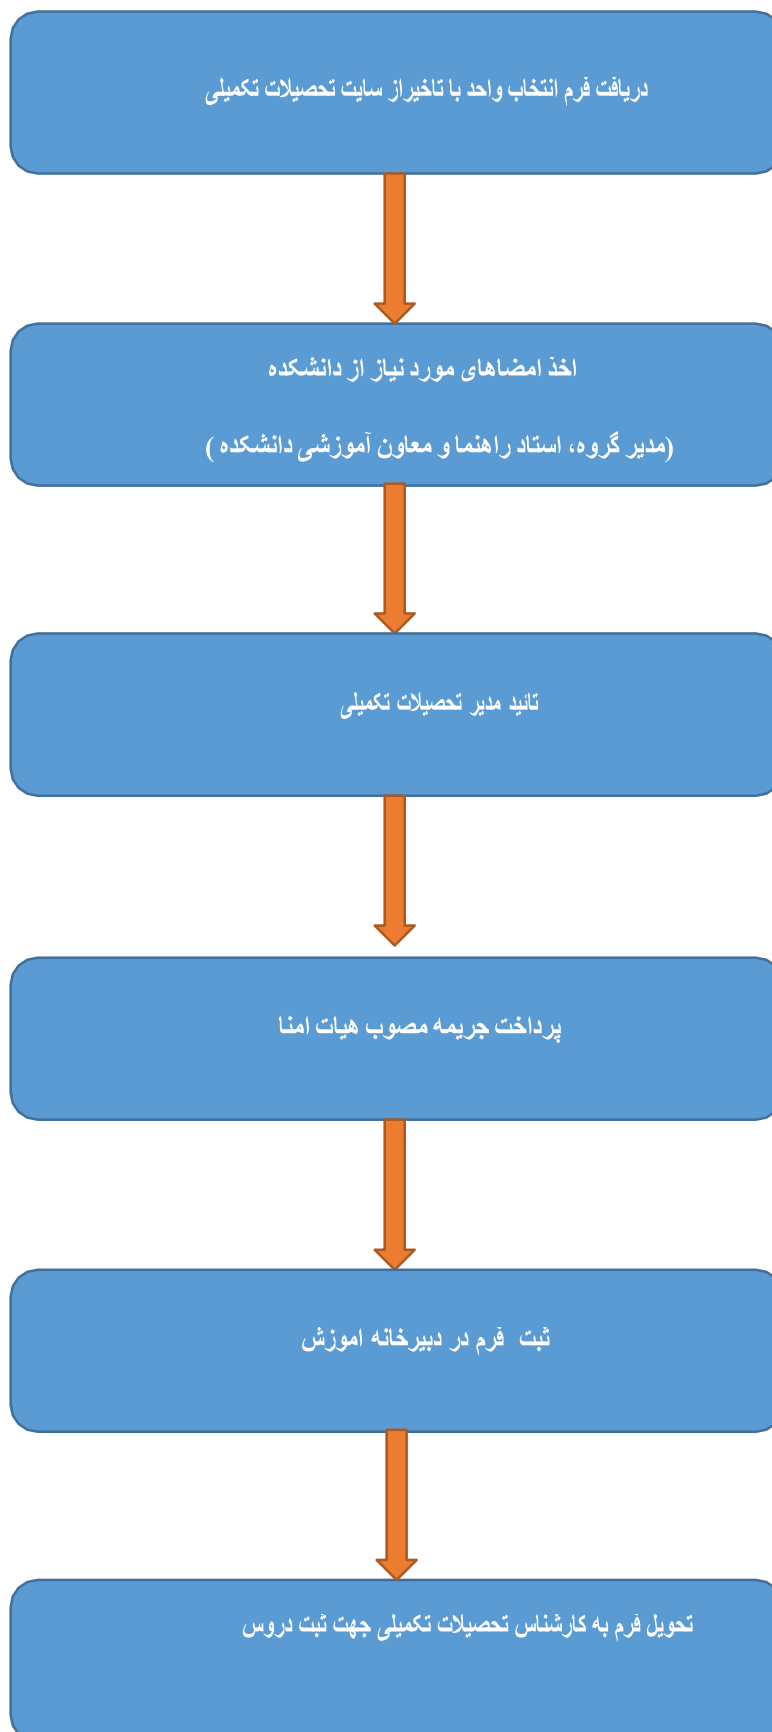 دریافت فرم انتخاب واحد با تاخیراز سایت تحصیلات تکمیلی
اخذ امضاهای مورد نیاز از دانشکده
(مدیر گروه، استاد راهنما و معاون آموزشی دانشکده )
تائید مدیر تحصیلات تکمیلی
پرداخت جریمه مصوب هیات امنا
ثبت فرم در دبیرخانه اموزش
تحویل فرم به کارشناس تحصیلات تکمیلی جهت ثبت دروس